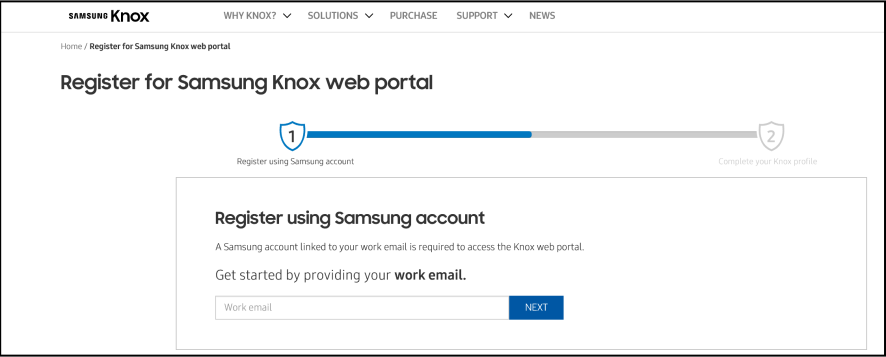 SAMSUNG Knox WHY KNOX? SOLUTIONS PURCHASE SUPPORT NEWS
Home / Register for Samsung Knox web portal
Register for Samsung Knox web portal
1 2
Register using Samsung account Complete your Knox profile
Register using Samsung account
A Samsung account linked to your work email is required to access the Knox web portal.
Get started by providing your work email.
Work email NEXT